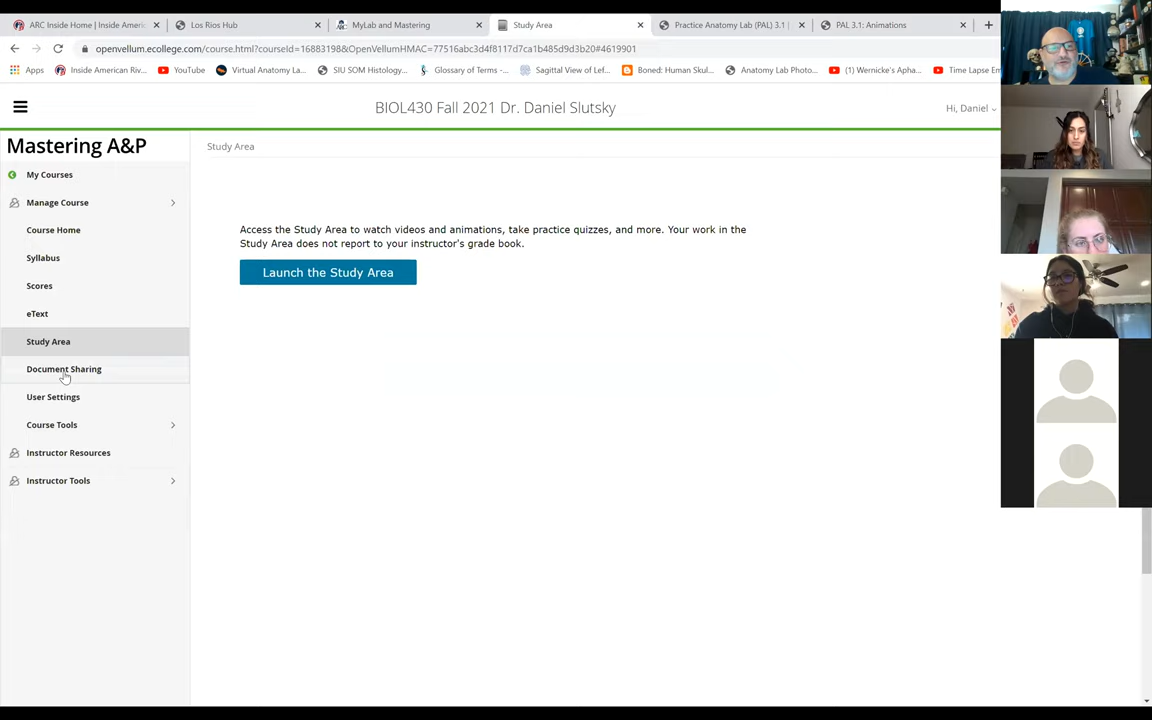 ARC Inside Home | Inside Ameri
Los Rios Hub
MyLab and Mastering
Study Area
Practice Anatomy Lab (PAL) 3.1 |
PAL 3.1: Animations
openvellum.ecollege.com/course.html?courseId=16883198&OpenVellumHMAC=77516abc3d4f8117d7ca1b485d9d3b20#4619901
Apps
Inside American Riv...
YouTube
Virtual Anatomy La...
SIU SOM Histology...
Glossary of Terms -...
Sagittal View of Lef...
Boned: Human Skul...
Anatomy Lab Photo...
(1) Wernicke's Apha...
Time Lapse En
BIOL430 Fall 2021 Dr. Daniel Slutsky
Hi, Daniel
Mastering A&P
Study Area
My Courses
Manage Course
Course Home
Syllabus
Scores
eText
Study Area
Document Sharing
User Settings
Course Tools
Instructor Resources
Instructor Tools
Access the Study Area to watch videos and animations, take practice quizzes, and more. Your work in the
Study Area does not report to your instructor's grade book.
Launch the Study Area